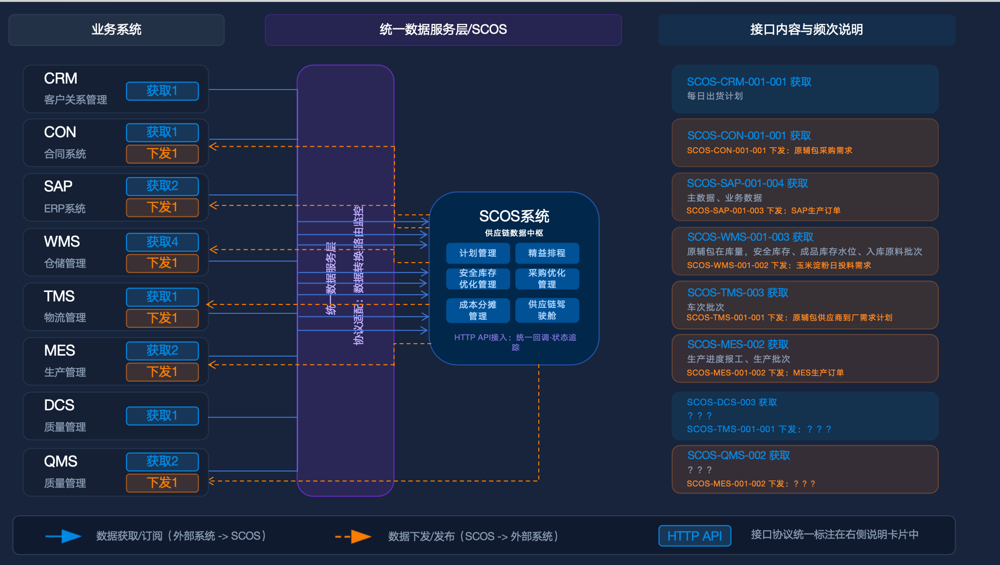 业务系统
统一数据服务层/SCOS
接口内容与频次说明
CRM
客户关系管理
获取1
CON
合同系统
获取1
下发1
SAP
ERP系统
获取2
下发1
WMS
仓储管理
获取4
下发1
TMS
物流管理
获取1
下发1
MES
生产管理
获取2
下发1
DCS
质量管理
获取1
QMS
质量管理
获取2
下发1
统一数据服务层
协议适配：数据转换·路由监控
SCOS系统
供应链数据中枢
计划管理
精益排程
安全库存
优化管理
采购优化
管理
成本分摊
管理
供应链驾
驶舱
HTTP API接入：统一回调·状态追
踪
SCOS-CRM-001-001 获取
每日出货计划
SCOS-CON-001-001 获取
SCOS-CON-001-001 下发：原辅包采购需求
SCOS-SAP-001-004 获取
主数据、业务数据
SCOS-SAP-001-003 下发：SAP生产订单
SCOS-WMS-001-003 获取
原辅包在库量，安全库存、成品库存水位、入库原料批次
SCOS-WMS-001-002 下发：玉米淀粉日投料需求
SCOS-TMS-003 获取
车次批次
SCOS-TMS-001-001 下发：原辅包供应商到厂需求计划
SCOS-MES-002 获取
生产进度报工、生产批次
SCOS-MES-001-002 下发：MES生产订单
SCOS-DCS-003 获取
？？？
SCOS-TMS-001-001 下发：？？？
SCOS-QMS-002 获取
？？？
SCOS-MES-001-002 下发：？？？
数据获取/订阅（外部系统 -> SCOS）
数据下发/发布（SCOS -> 外部系统）
HTTP API
接口协议统一标注在右侧说明卡片中